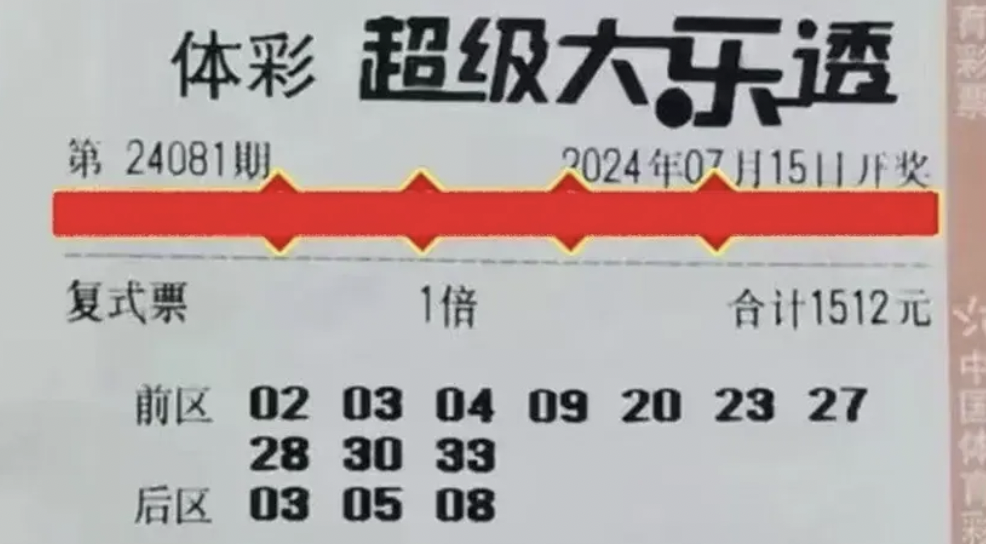 体彩 超级大乐透
第 24081期 2024年07月15日开奖
复式票 1倍 合计1512元
前区 02 03 04 09 20 23 27
28 30 33
后区 03 05 08
育彩票
中国体育彩